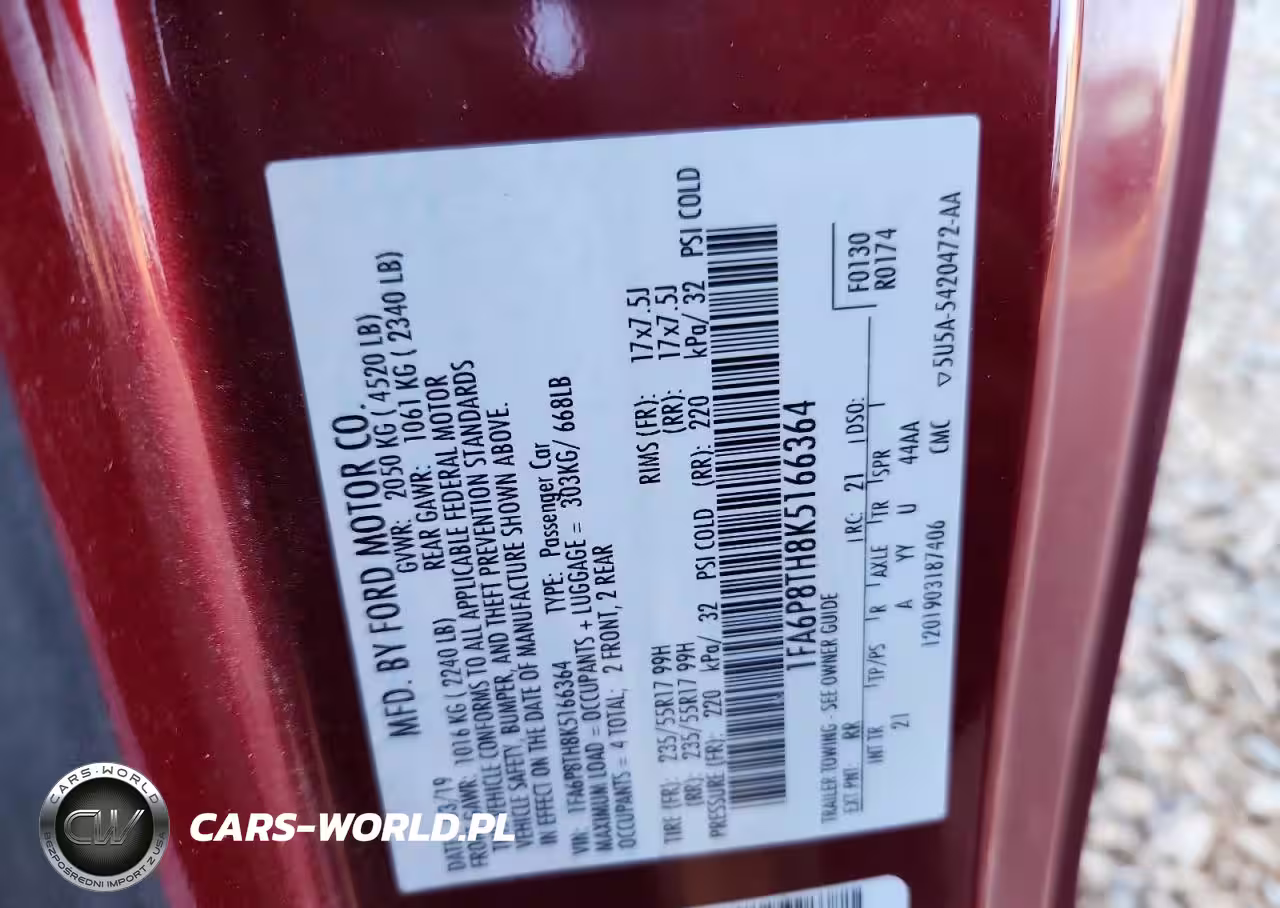 MFD. BY FORD MOTOR CO.
DATE: 03/19 GVWR: 2050 KG ( 4520 LB)
FRONT GAWR: 1016 KG ( 2240 LB) REAR GAWR: 1061 KG ( 2340 LB)
THIS VEHICLE CONFORMS TO ALL APPLICABLE FEDERAL MOTOR
VEHICLE SAFETY, BUMPER, AND THEFT PREVENTION STANDARDS
IN EFFECT ON THE DATE OF MANUFACTURE SHOWN ABOVE.
VIN: 1FA6P8TH8K5166364 TYPE: Passenger Car
MAXIMUM LOAD = OCCUPANTS + LUGGAGE = 303KG/ 668LB
OCCUPANTS = 4 TOTAL; 2 FRONT, 2 REAR
TIRE (FR): 235/55R17 99H RIMS (FR): 17x7.5J
(RR): 235/55R17 99H (RR): 17x7.5J
PRESSURE (FR): 220 kPa/ 32 PSI COLD (RR): 220 kPa/ 32 PSI COLD
1FA6P8TH8K5166364
TRAILER TOWING - SEE OWNER GUIDE
F0130
R0174
EXT PNT: RR RC: 21 DSO:
INT TR TP/PS R AXLE TR SPR
21 A YY U 44AA
1201903187406 CMC ▽5U5A-5420472-AA
CARS-WORLD
CW
BEZPOŚREDNI IMPORT Z USA
CARS-WORLD.PL